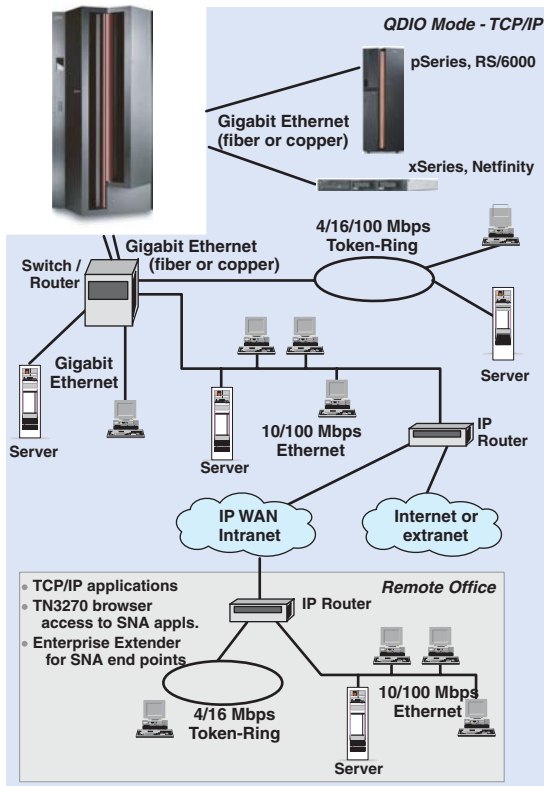 QDIO Mode - TCP/IP
pSeries, RS/6000
Gigabit Ethernet
(fiber or copper)
xSeries, Netfinity
4/16/100 Mbps
Token-Ring
Gigabit Ethernet
(fiber or copper)
Switch /
Router
Server
Gigabit
Ethernet
Server
10/100 Mbps
Ethernet
Server
IP
Router
IP WAN
Intranet
Internet or
extranet
Remote Office
• TCP/IP applications
• TN3270 browser
access to SNA appls.
• Enterprise Extender
for SNA end points
IP Router
4/16 Mbps
Token-Ring
10/100 Mbps
Ethernet
Server